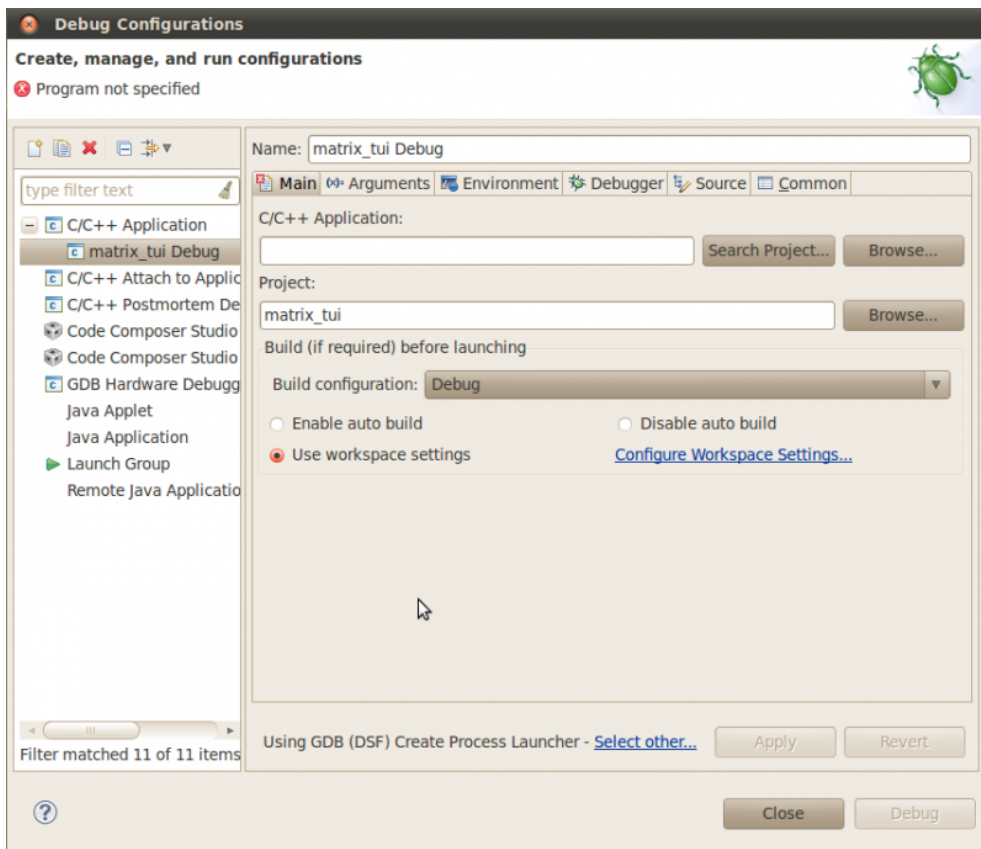 Debug Configurations
Create, manage, and run configurations
Program not specified
type filter text
C/C++ Application
matrix_tui Debug
C/C++ Attach to Applic
C/C++ Postmortem De
Code Composer Studio
Code Composer Studio
GDB Hardware Debugg
Java Applet
Java Application
Launch Group
Remote Java Applicatio
Filter matched 11 of 11 items
Name: matrix_tui Debug
Main Arguments Environment Debugger Source Common
C/C++ Application:
Search Project... Browse...
Project:
matrix_tui Browse...
Build (if required) before launching
Build configuration: Debug
Enable auto build Disable auto build
Use workspace settings Configure Workspace Settings...
Using GDB (DSF) Create Process Launcher - Select other... Apply Revert
Close Debug